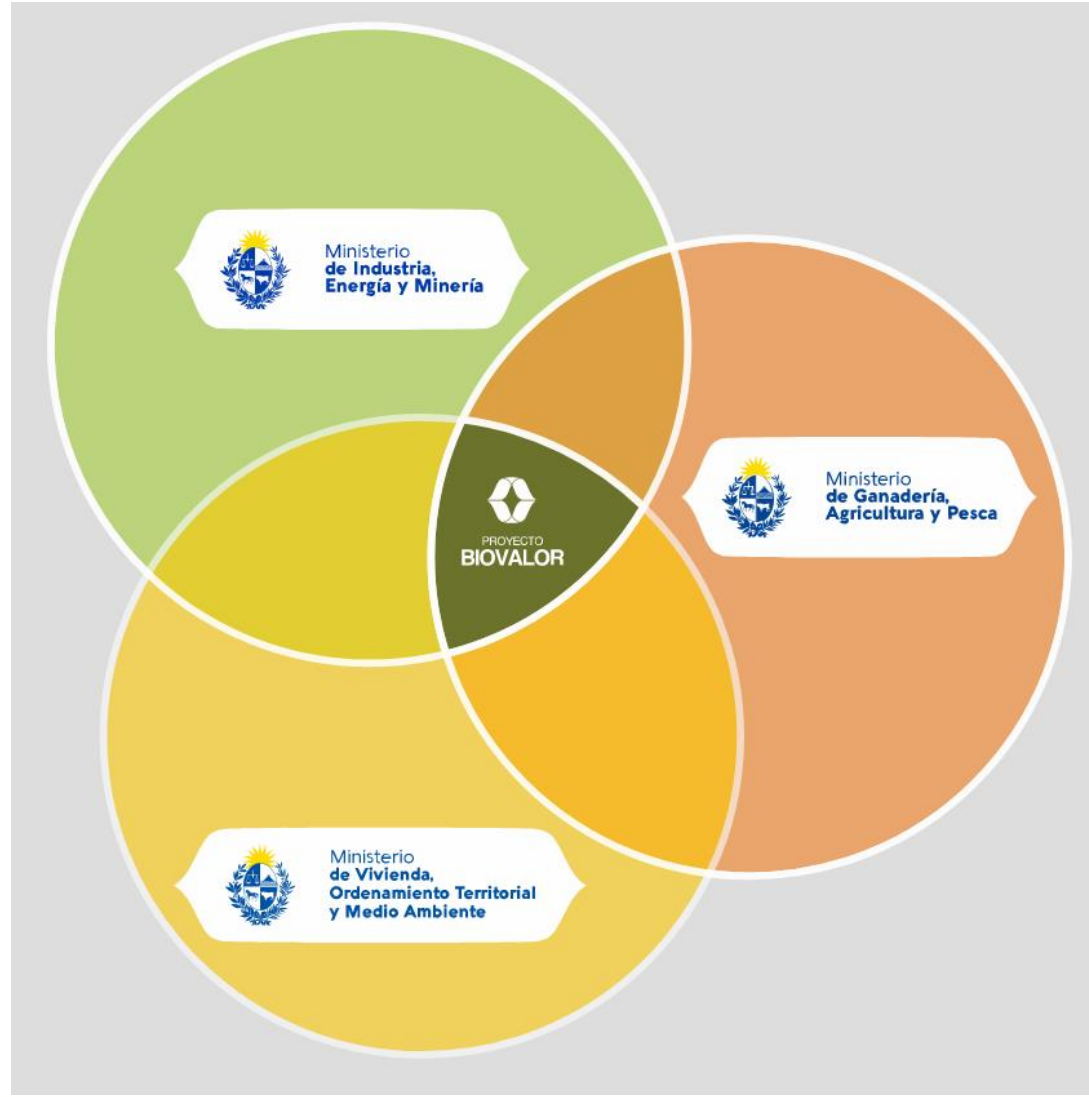 Ministerio
de Industria,
Energía y Minería
Ministerio
de Ganadería,
Agricultura y Pesca
PROYECTO
BIOVALOR
Ministerio
de Vivienda,
Ordenamiento Territorial
y Medio Ambiente